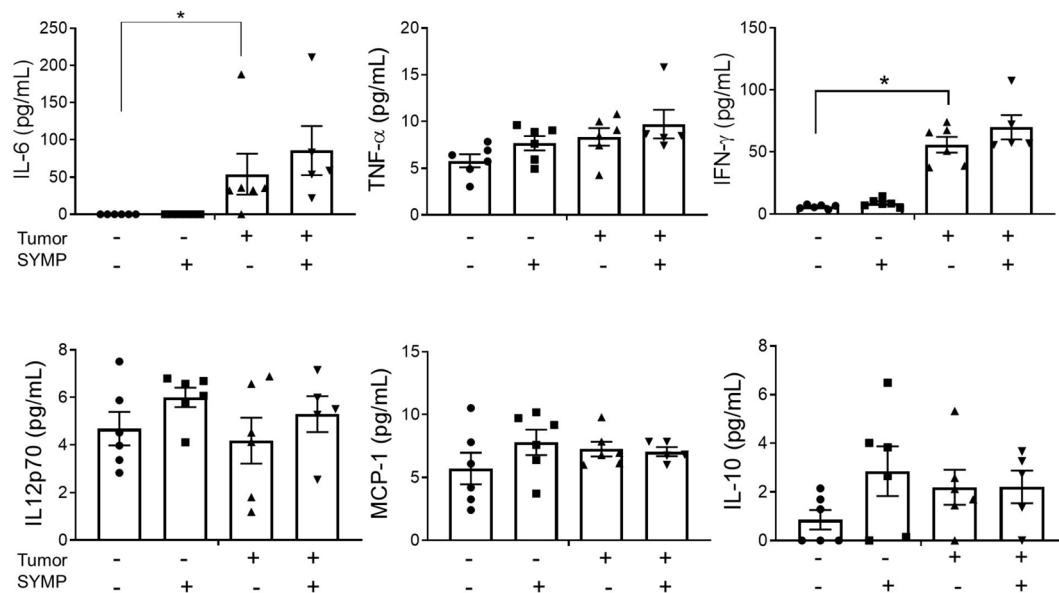 *
IL-6 (pg/mL)
250
200
150
100
50
0
Tumor - - + +
SYMP - + - +
TNF-α (pg/mL)
20
15
10
5
0
- - + +
- + - +
*
IFN-γ (pg/mL)
150
100
50
0
- - + +
- + - +
IL12p70 (pg/mL)
8
6
4
2
0
Tumor - - + +
SYMP - + - +
MCP-1 (pg/mL)
15
10
5
0
- - + +
- + - +
IL-10 (pg/mL)
8
6
4
2
0
- - + +
- + - +